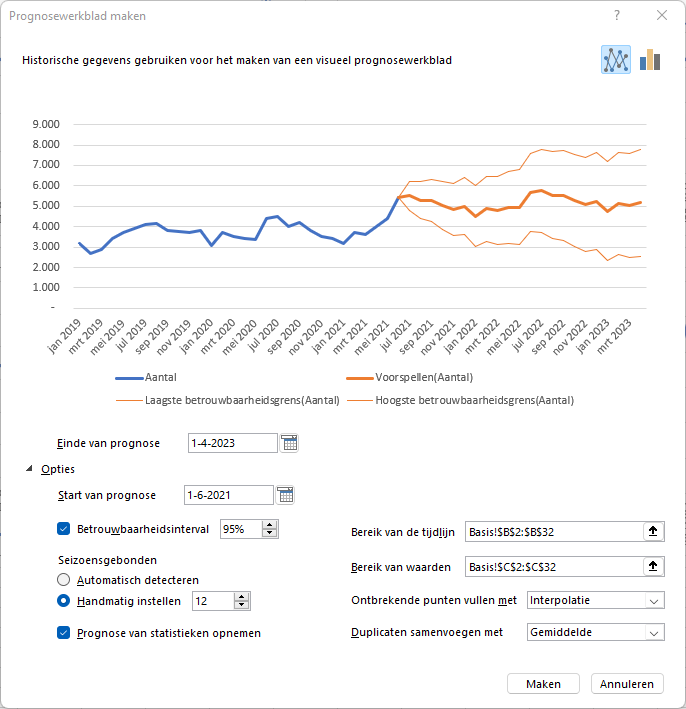 Prognosewerkblad maken
?
Historische gegevens gebruiken voor het maken van een visueel prognosewerkblad
9.000
8.000
7.000
6.000
5.000
4.000
3.000
2.000
1.000
-
jan 2019 mrt 2019 mei 2019 jul 2019 sep 2019 nov 2019 jan 2020 mrt 2020 mei 2020 jul 2020 sep 2020 nov 2020 jan 2021 mrt 2021 mei 2021 jul 2021 sep 2021 nov 2021 jan 2022 mrt 2022 mei 2022 jul 2022 sep 2022 nov 2022 jan 2023 mrt 2023
Aantal Voorspellen(Aantal)
Laagste betrouwbaarheidsgrens(Aantal) Hoogste betrouwbaarheidsgrens(Aantal)
Einde van prognose 1-4-2023
Opties
Start van prognose 1-6-2021
Betrouwbaarheidsinterval 95% Bereik van de tijdlijn Basis!$B$2:$B$32
Seizoensgebonden
Bereik van waarden Basis!$C$2:$C$32
Automatisch detecteren
Handmatig instellen 12 Ontbrekende punten vullen met Interpolatie
Prognose van statistieken opnemen Duplicaten samenvoegen met Gemiddelde
Maken Annuleren